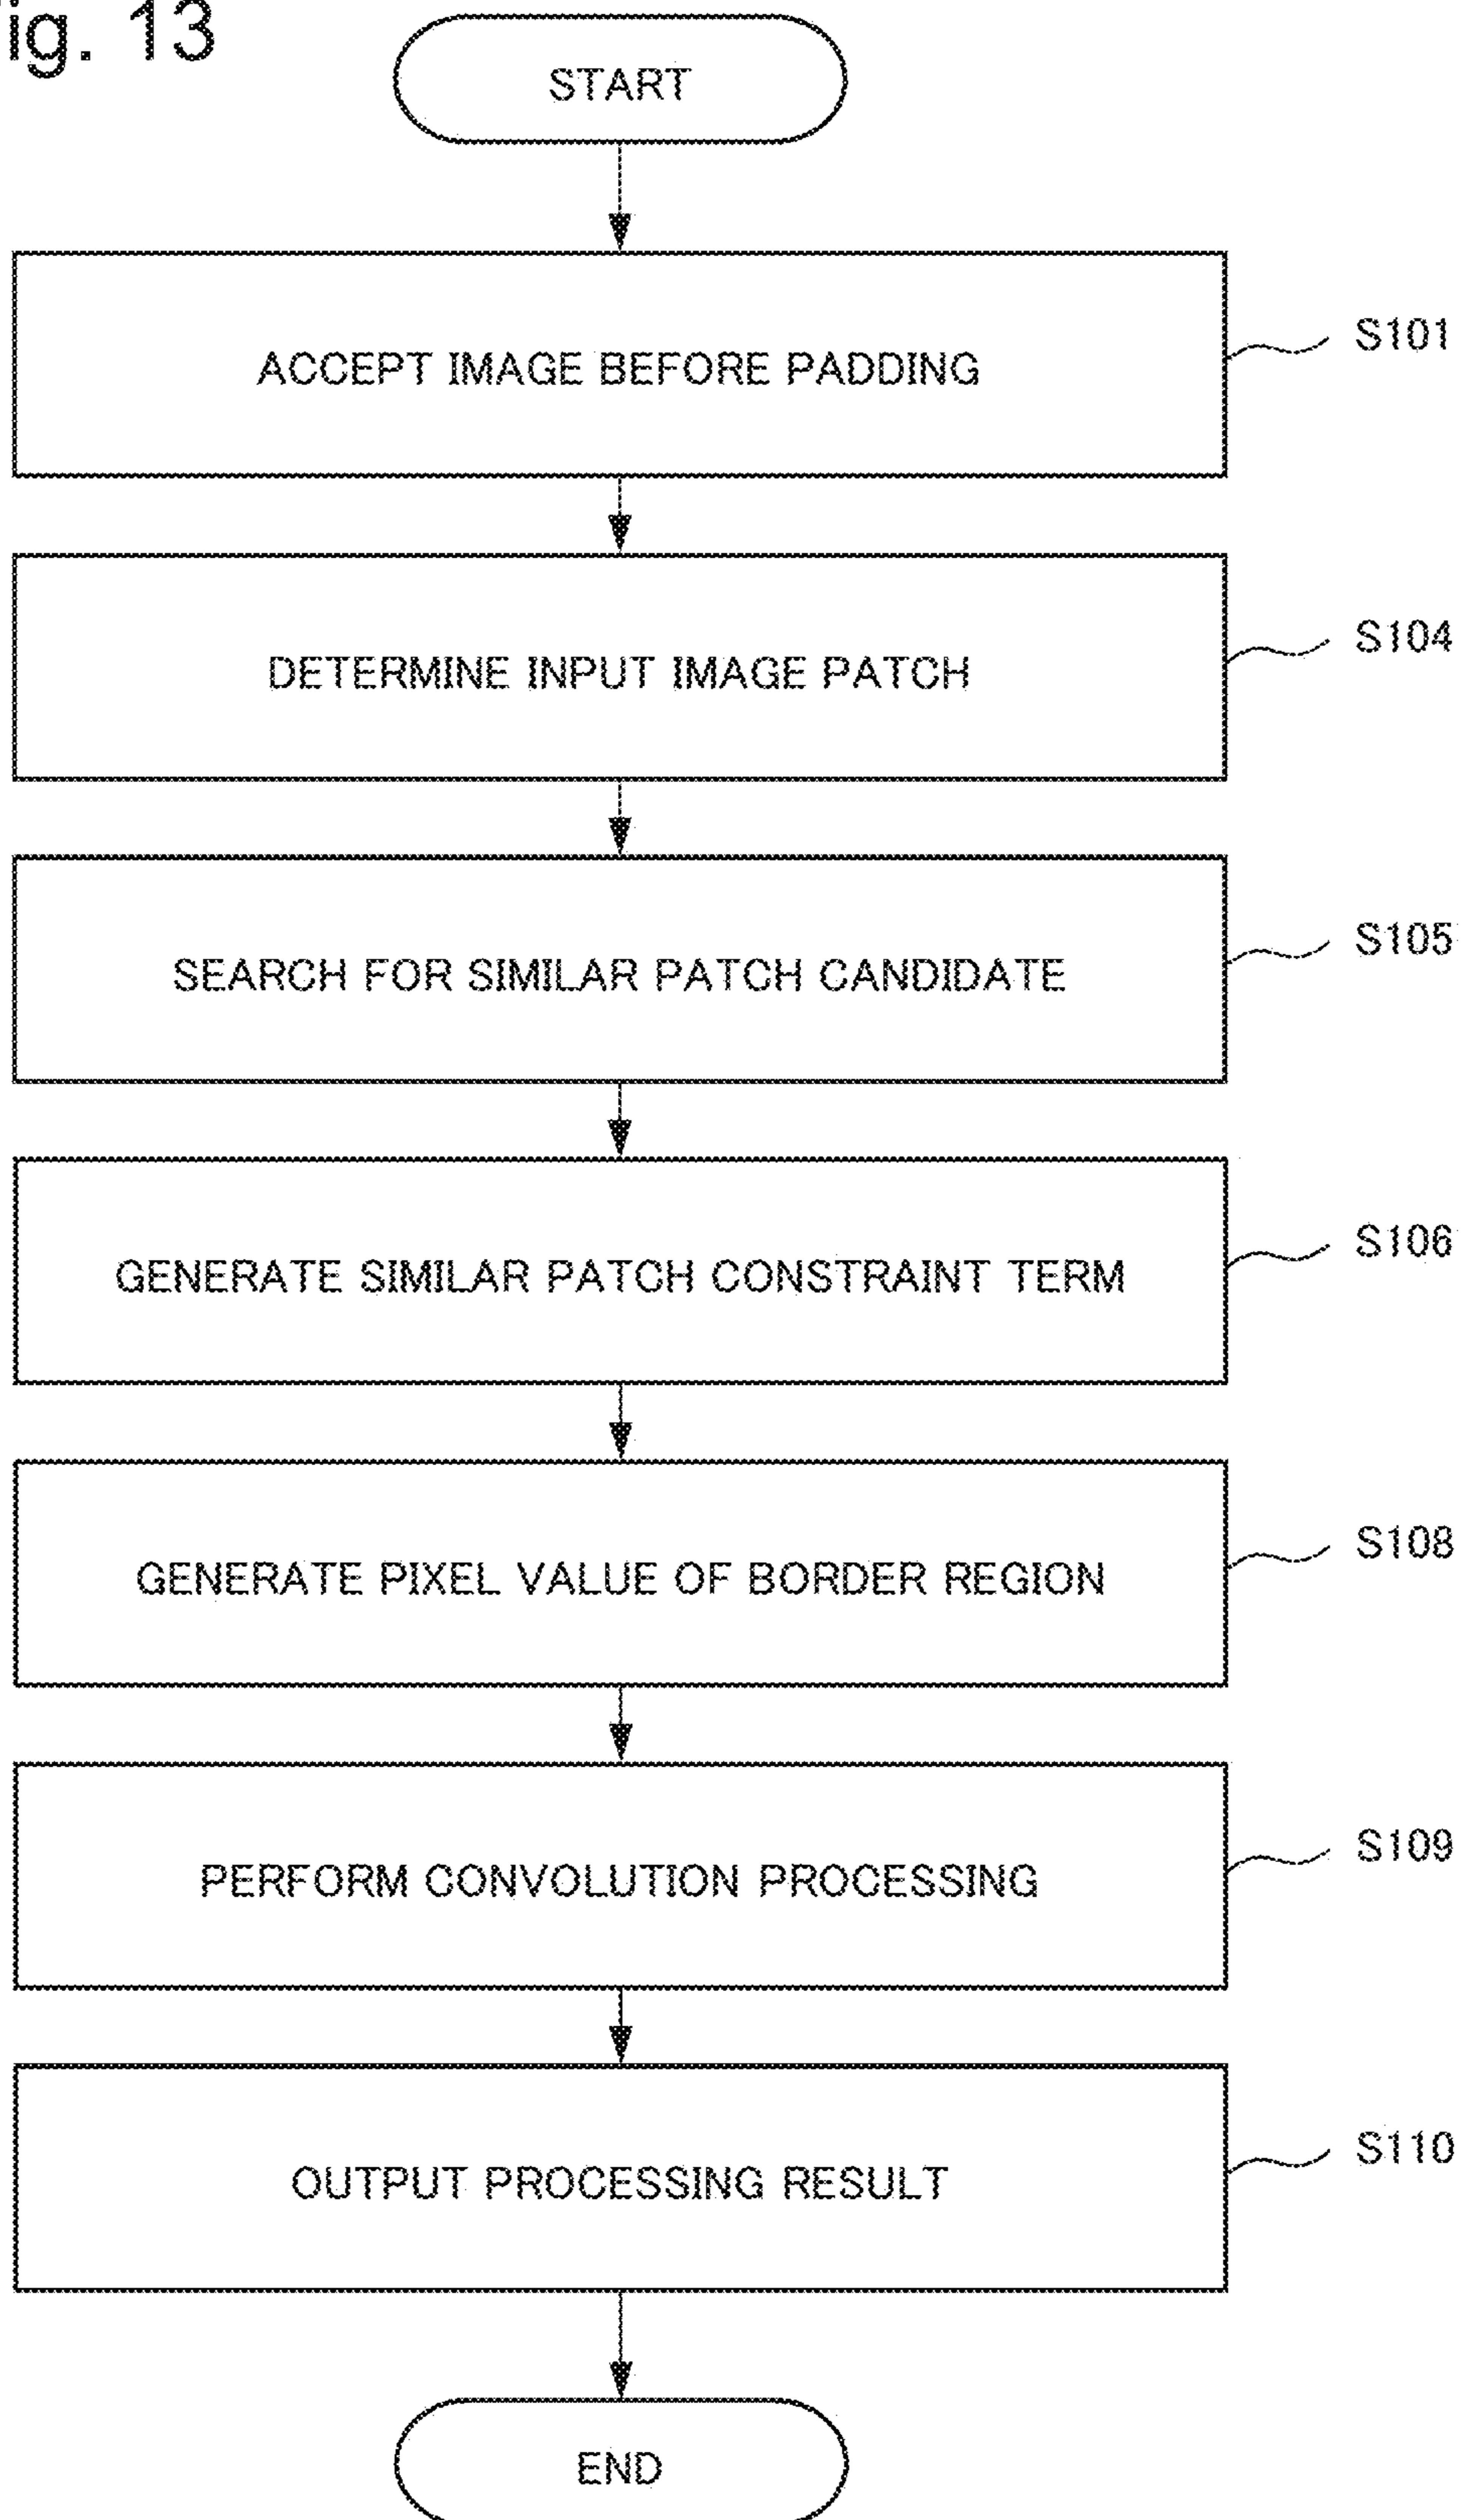 ig. 13
START
ACCEPT IMAGE BEFORE PADDING
S101
DETERMINE INPUT IMAGE PATCH
S104
SEARCH FOR SIMILAR PATCH CANDIDATE
S105
GENERATE SIMILAR PATCH CONSTRAINT TERM
S106
GENERATE PIXEL VALUE OF BORDER REGION
S108
PERFORM CONVOLUTION PROCESSING
S109
OUTPUT PROCESSING RESULT
S110
END